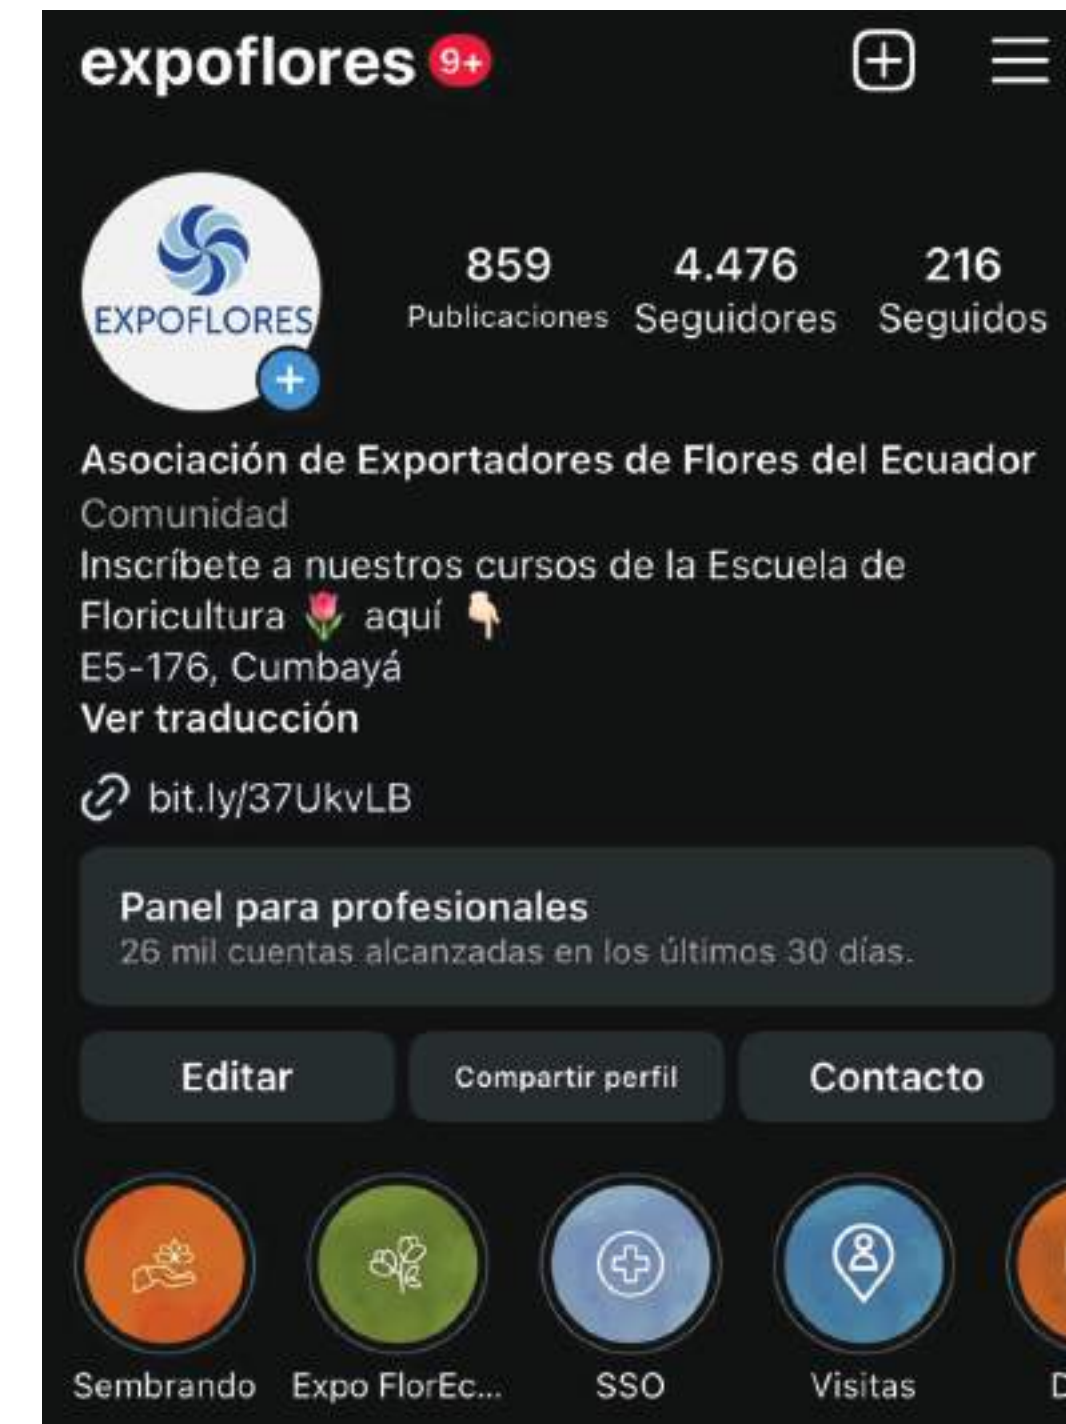 expoflores 9+
EXPOFLORES
859 4.476 216
Publicaciones Seguidores Seguidos
Asociación de Exportadores de Flores del Ecuador
Comunidad
Inscríbete a nuestros cursos de la Escuela de
Floricultura 🌷 aquí 👇🏻
E5-176, Cumbayá
Ver traducción
bit.ly/37UkvLB
Panel para profesionales
26 mil cuentas alcanzadas en los últimos 30 días.
Editar Compartir perfil Contacto
Sembrando Expo FlorEc... SSO Visitas